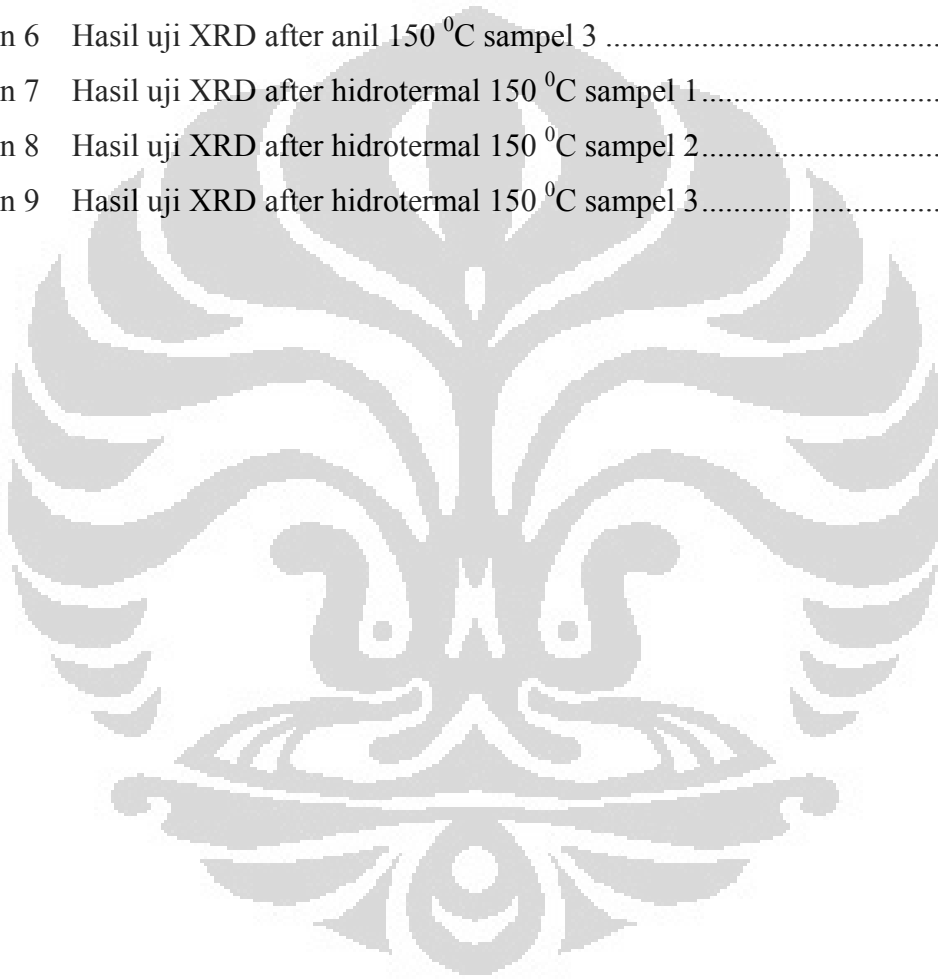 n 6 Hasil uji XRD after anil 150 ⁰C sampel 3 ........................................
n 7 Hasil uji XRD after hidrotermal 150 ⁰C sampel 1 .............................
n 8 Hasil uji XRD after hidrotermal 150 ⁰C sampel 2 .............................
n 9 Hasil uji XRD after hidrotermal 150 ⁰C sampel 3 .............................